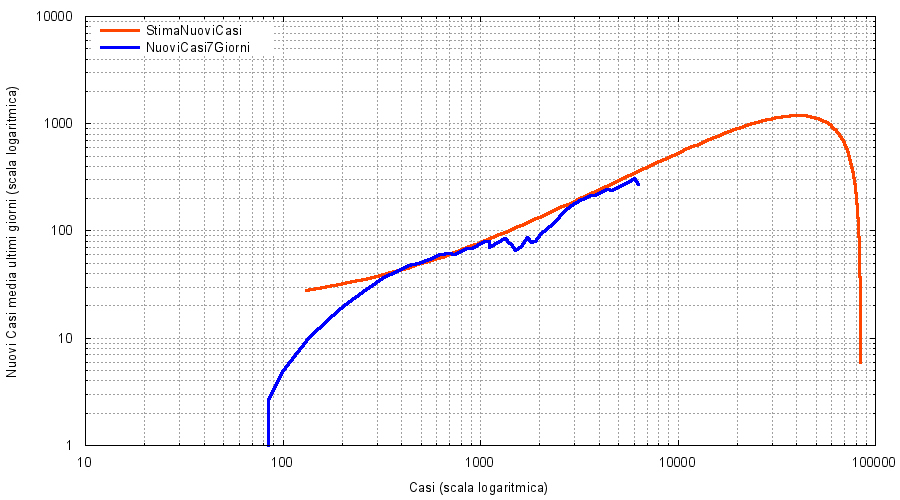 10000
StimaNuoviCasi
NuoviCasi7Giorni
1000
100
10
1
Nuovi Casi media ultimi giorni (scala logaritmica)
10 100 1000 10000 100000
Casi (scala logaritmica)